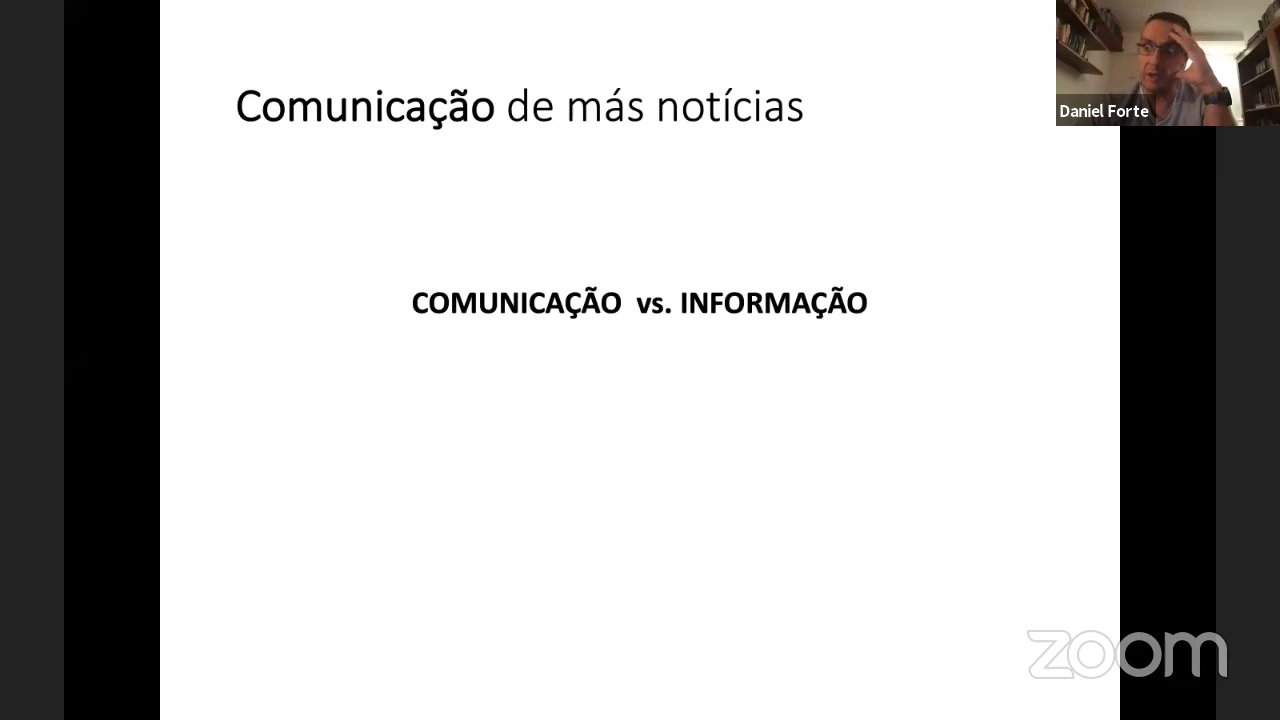 Comunicação de más notícias
Daniel Forte
COMUNICAÇÃO vs. INFORMAÇÃO
zoom